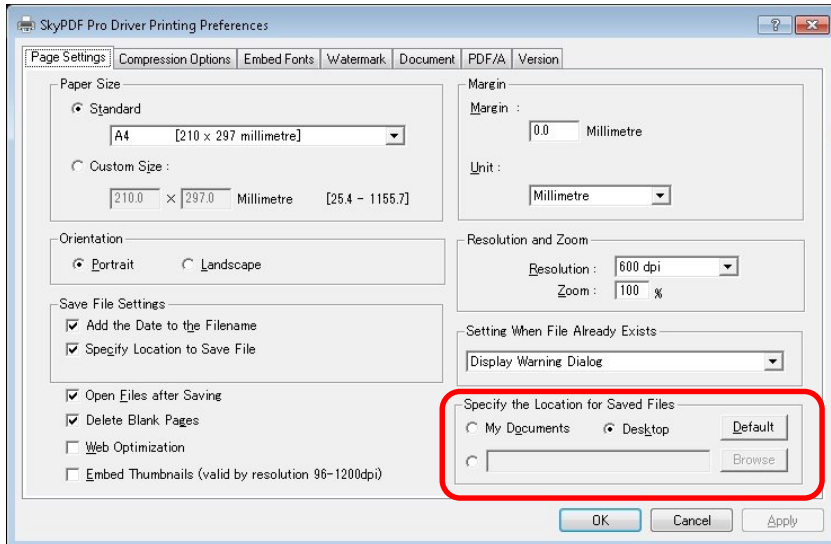 SkyPDF Pro Driver Printing Preferences
Page Settings Compression Options Embed Fonts Watermark Document PDF/A Version
Paper Size
Standard
A4 [210 x 297 millimetre]
Custom Size :
210.0 × 297.0 Millimetre [25.4 - 1155.7]
Orientation
Portrait Landscape
Save File Settings
Add the Date to the Filename
Specify Location to Save File
Open Files after Saving
Delete Blank Pages
Web Optimization
Embed Thumbnails (valid by resolution 96-1200dpi)
Margin
Margin :
0.0 Millimetre
Unit :
Millimetre
Resolution and Zoom
Resolution : 600 dpi
Zoom : 100 %
Setting When File Already Exists
Display Warning Dialog
Specify the Location for Saved Files
My Documents Desktop Default
Browse
OK Cancel Apply